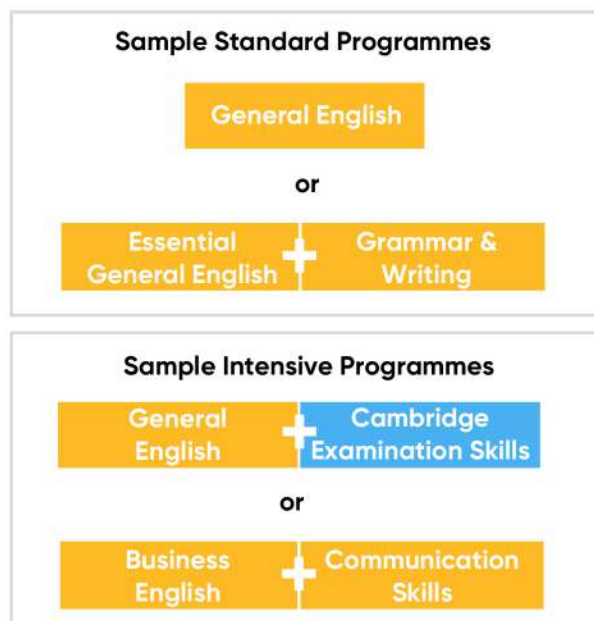 Sample Standard Programmes
General English
or
Essential
General English
+
Grammar &
Writing
Sample Intensive Programmes
General
English
+
Cambridge
Examination Skills
or
Business
English
+
Communication
Skills